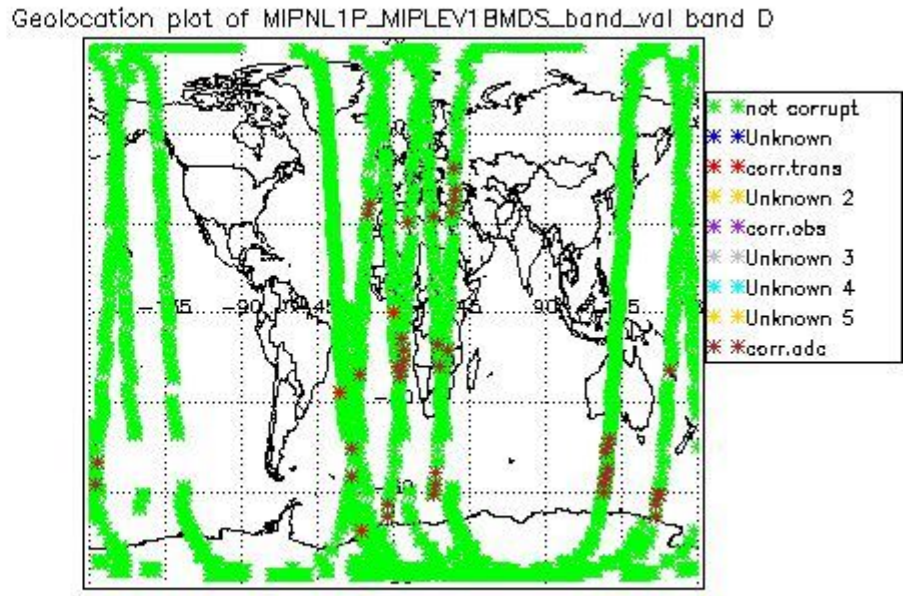 Geolocation plot of MIPNL1P_MIPLEV1BMDS_band_val band D
not corrupt
Unknown
corr.trans
Unknown 2
corr.obs
Unknown 3
Unknown 4
Unknown 5
corr.adc
-90
90